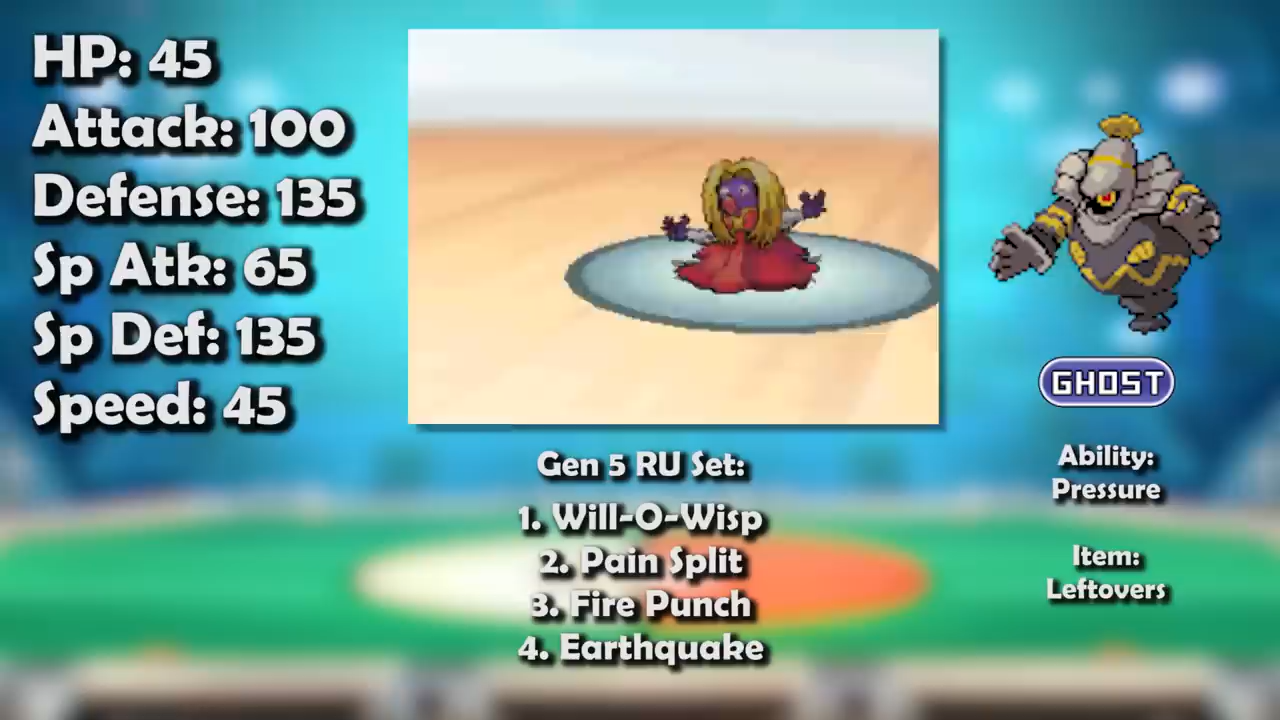 HP: 45
Attack: 100
Defense: 135
Sp Atk: 65
Sp Def: 135
Speed: 45
Gen 5 RU Set:
1. Will-O-Wisp
2. Pain Split
3. Fire Punch
4. Earthquake
GHOST
Ability:
Pressure
Item:
Leftovers